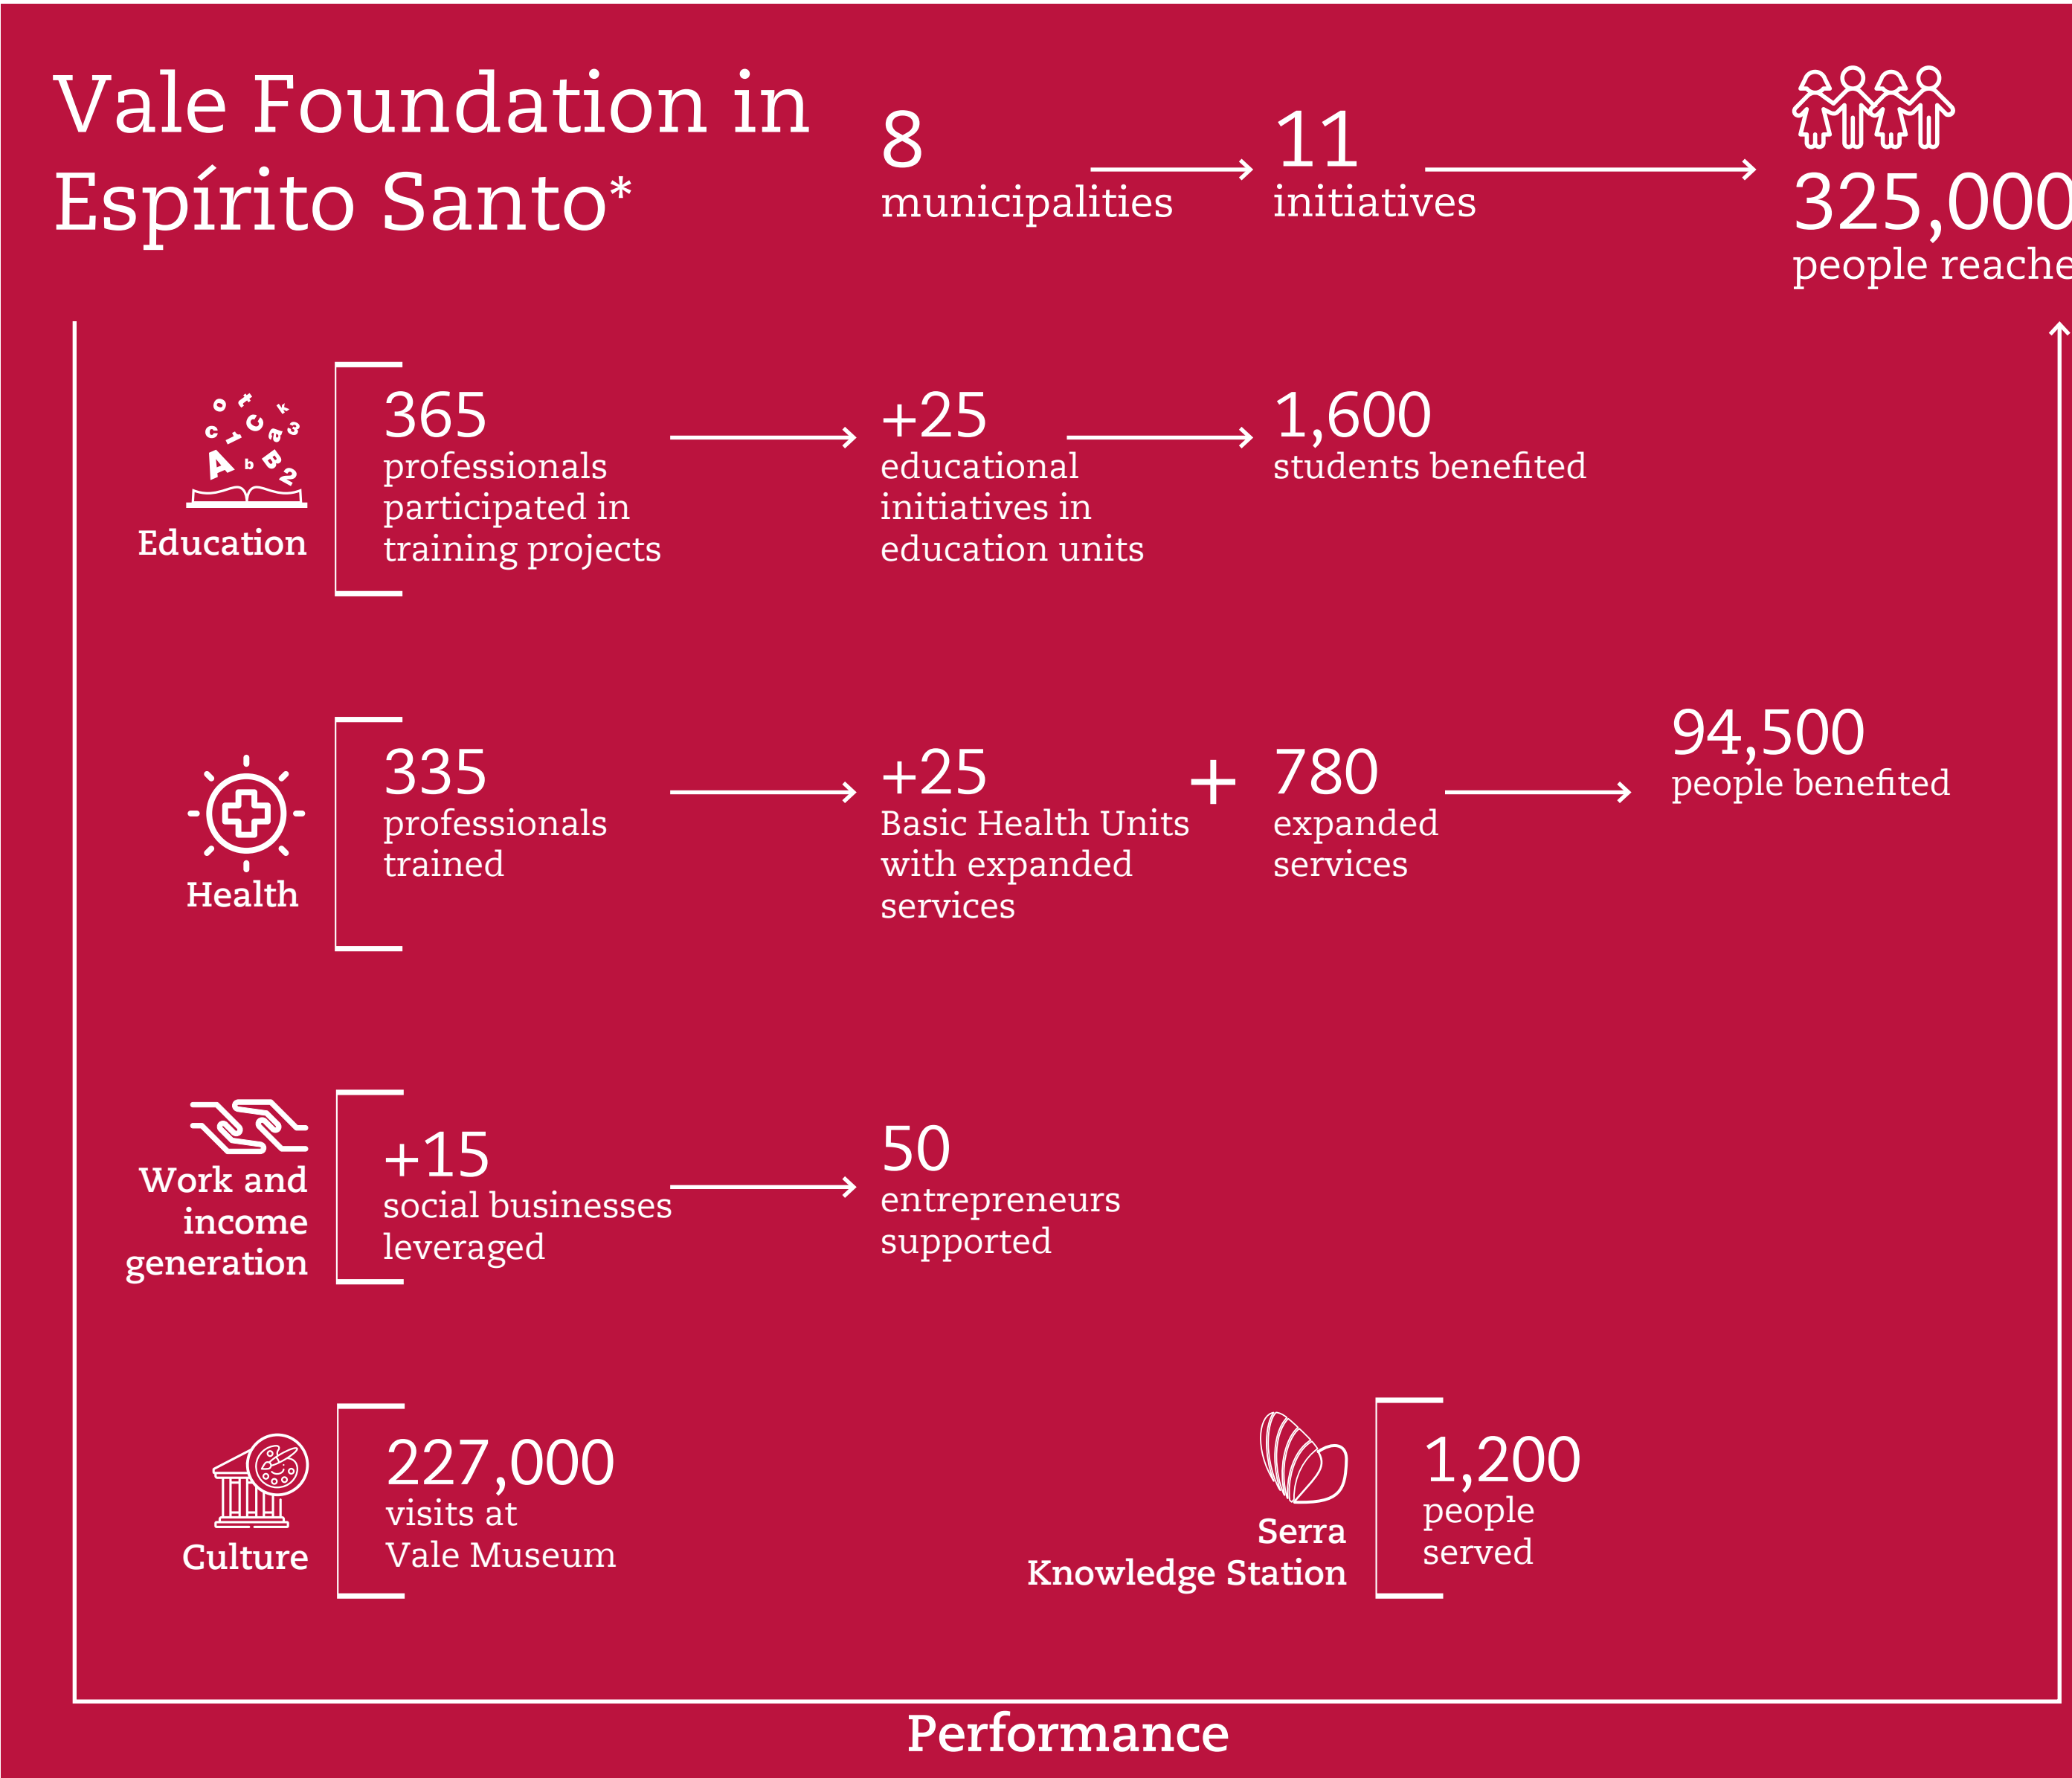 Vale Foundation in
Espírito Santo*
8
municipalities
11
initiatives
325,000
people reache
Education
365
professionals
participated in
training projects
+25
educational
initiatives in
education units
1,600
students benefited
Health
335
professionals
trained
+25
Basic Health Units
with expanded
services
+
780
expanded
services
94,500
people benefited
Work and
income
generation
+15
social businesses
leveraged
50
entrepreneurs
supported
Culture
227,000
visits at
Vale Museum
Serra
Knowledge Station
1,200
people
served
Performance